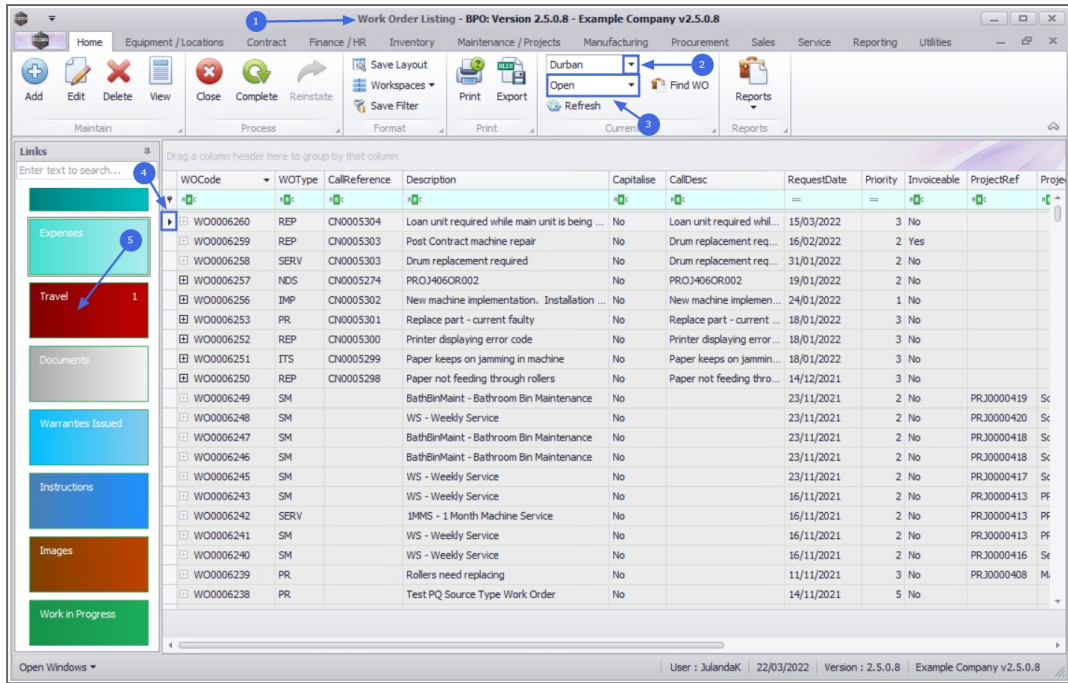 Work Order Listing - BPO: Version 2.5.0.8 - Example Company v2.5.0.8
1
Home Equipment / Locations Contract Finance / HR Inventory Maintenance / Projects Manufacturing Procurement Sales Service Reporting Utilities
Add Edit Delete View Close Complete Reinstate Save Layout Workspaces Save Filter Print Export Durban Open Refresh Find WO Reports
2
3
Maintain Process Format Print Current Reports
Links
Enter text to search...
4
Drag a column header here to group by that column
WOCode WOType CallReference Description Capitalise CallDesc RequestDate Priority Invoiceable ProjectRef Proje
WO0006260 REP CN0005304 Loan unit required while main unit is being ... No Loan unit required whil... 15/03/2022 3 No
WO0006259 REP CN0005303 Post Contract machine repair No Drum replacement req... 16/02/2022 2 Yes
WO0006258 SERV CN0005303 Drum replacement required No Drum replacement req... 31/01/2022 2 No
WO0006257 NDS CN0005274 PROJ406OR002 No PROJ406OR002 19/01/2022 2 No
WO0006256 IMP CN0005302 New machine implementation. Installation ... No New machine implemen... 24/01/2022 1 No
WO0006253 PR CN0005301 Replace part - current faulty No Replace part - current ... 18/01/2022 3 No
WO0006252 REP CN0005300 Printer displaying error code No Printer displaying error... 18/01/2022 3 No
WO0006251 ITS CN0005299 Paper keeps on jamming in machine No Paper keeps on jammin... 18/01/2022 3 No
WO0006250 REP CN0005298 Paper not feeding through rollers No Paper not feeding thro... 14/12/2021 3 No
WO0006249 SM BathBinMaint - Bathroom Bin Maintenance No 23/11/2021 2 No PRJ0000419 Sc
WO0006248 SM WS - Weekly Service No 23/11/2021 2 No PRJ0000420 Sc
WO0006247 SM BathBinMaint - Bathroom Bin Maintenance No 23/11/2021 2 No PRJ0000418 Sc
WO0006246 SM BathBinMaint - Bathroom Bin Maintenance No 23/11/2021 2 No PRJ0000418 Sc
WO0006245 SM WS - Weekly Service No 23/11/2021 2 No PRJ0000417 Sc
WO0006243 SM WS - Weekly Service No 16/11/2021 2 No PRJ0000413 PF
WO0006242 SERV 1MMS - 1 Month Machine Service No 16/11/2021 2 No PRJ0000413 PF
WO0006241 SM WS - Weekly Service No 16/11/2021 2 No PRJ0000413 PF
WO0006240 SM WS - Weekly Service No 16/11/2021 2 No PRJ0000416 Se
WO0006239 PR Rollers need replacing No 11/11/2021 3 No PRJ0000408 Ma
WO0006238 PR Test PQ Source Type Work Order No 14/11/2021 5 No
Expenses
5
Travel 1
Documents
Warranties Issued
Instructions
Images
Work in Progress
Open Windows User : JulandaK 22/03/2022 Version : 2.5.0.8 Example Company v2.5.0.8